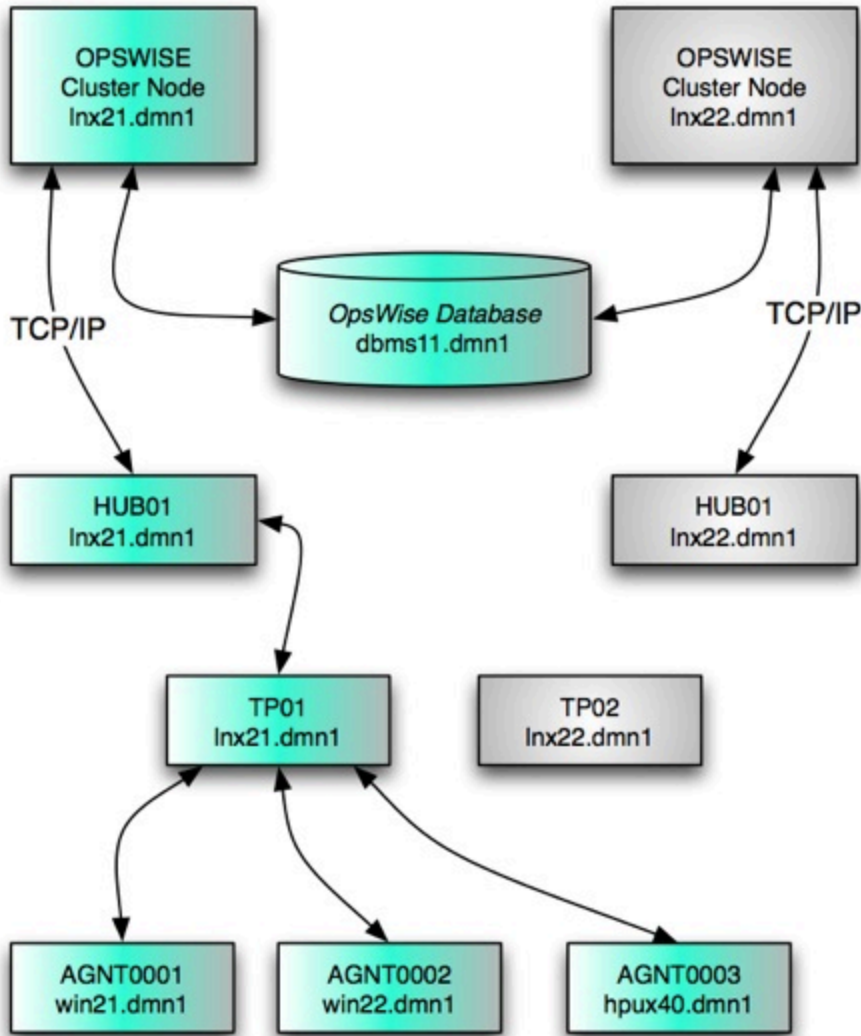 OPSWISE
Cluster Node
lnx21.dmn1
OPSWISE
Cluster Node
lnx22.dmn1
OpsWise Database
dbms11.dmn1
TCP/IP
TCP/IP
HUB01
lnx21.dmn1
HUB01
lnx22.dmn1
TP01
lnx21.dmn1
TP02
lnx22.dmn1
AGNT0001
win21.dmn1
AGNT0002
win22.dmn1
AGNT0003
hpux40.dmn1